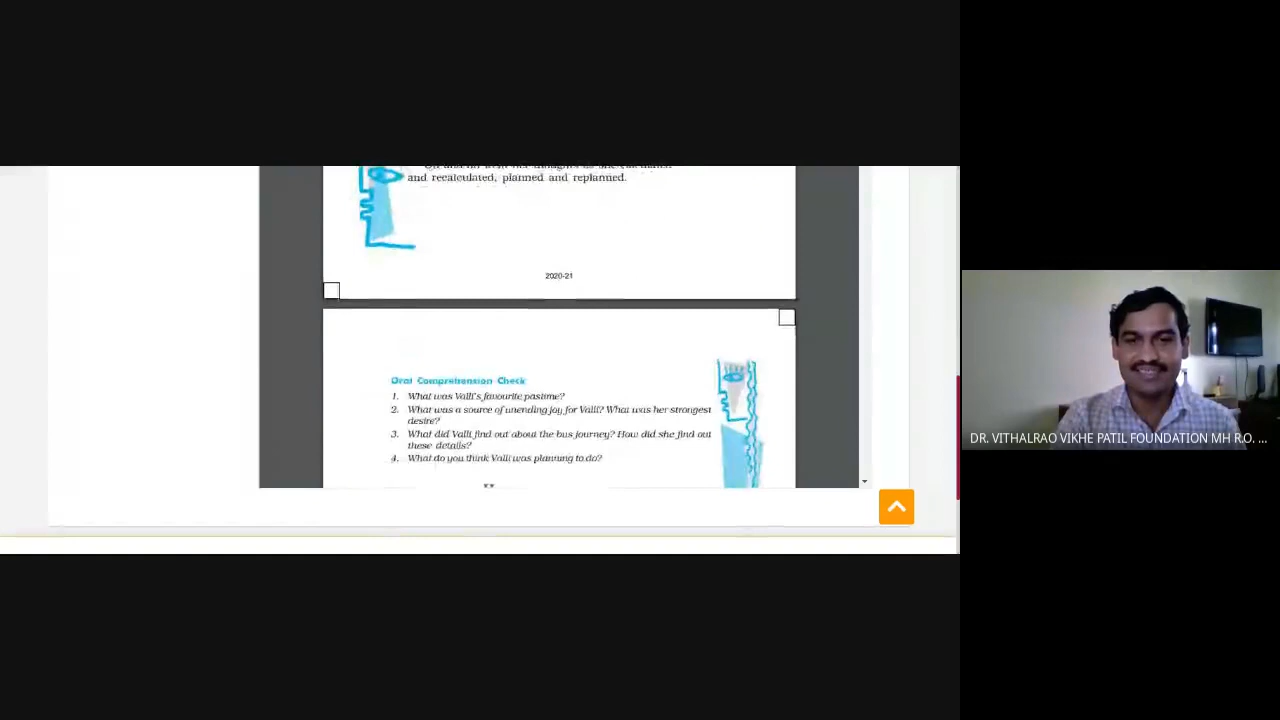 and recalculated, planned and replanned.
2020-21
Oral Comprehension Check
1. What was Valli's favourite pastime?
2. What was a source of unending joy for Valli? What was her strongest
desire?
3. What did Valli find out about the bus journey? How did she find out
these details?
4. What do you think Valli was planning to do?
DR. VITHALRAO VIKHE PATIL FOUNDATION MH R.O. ...